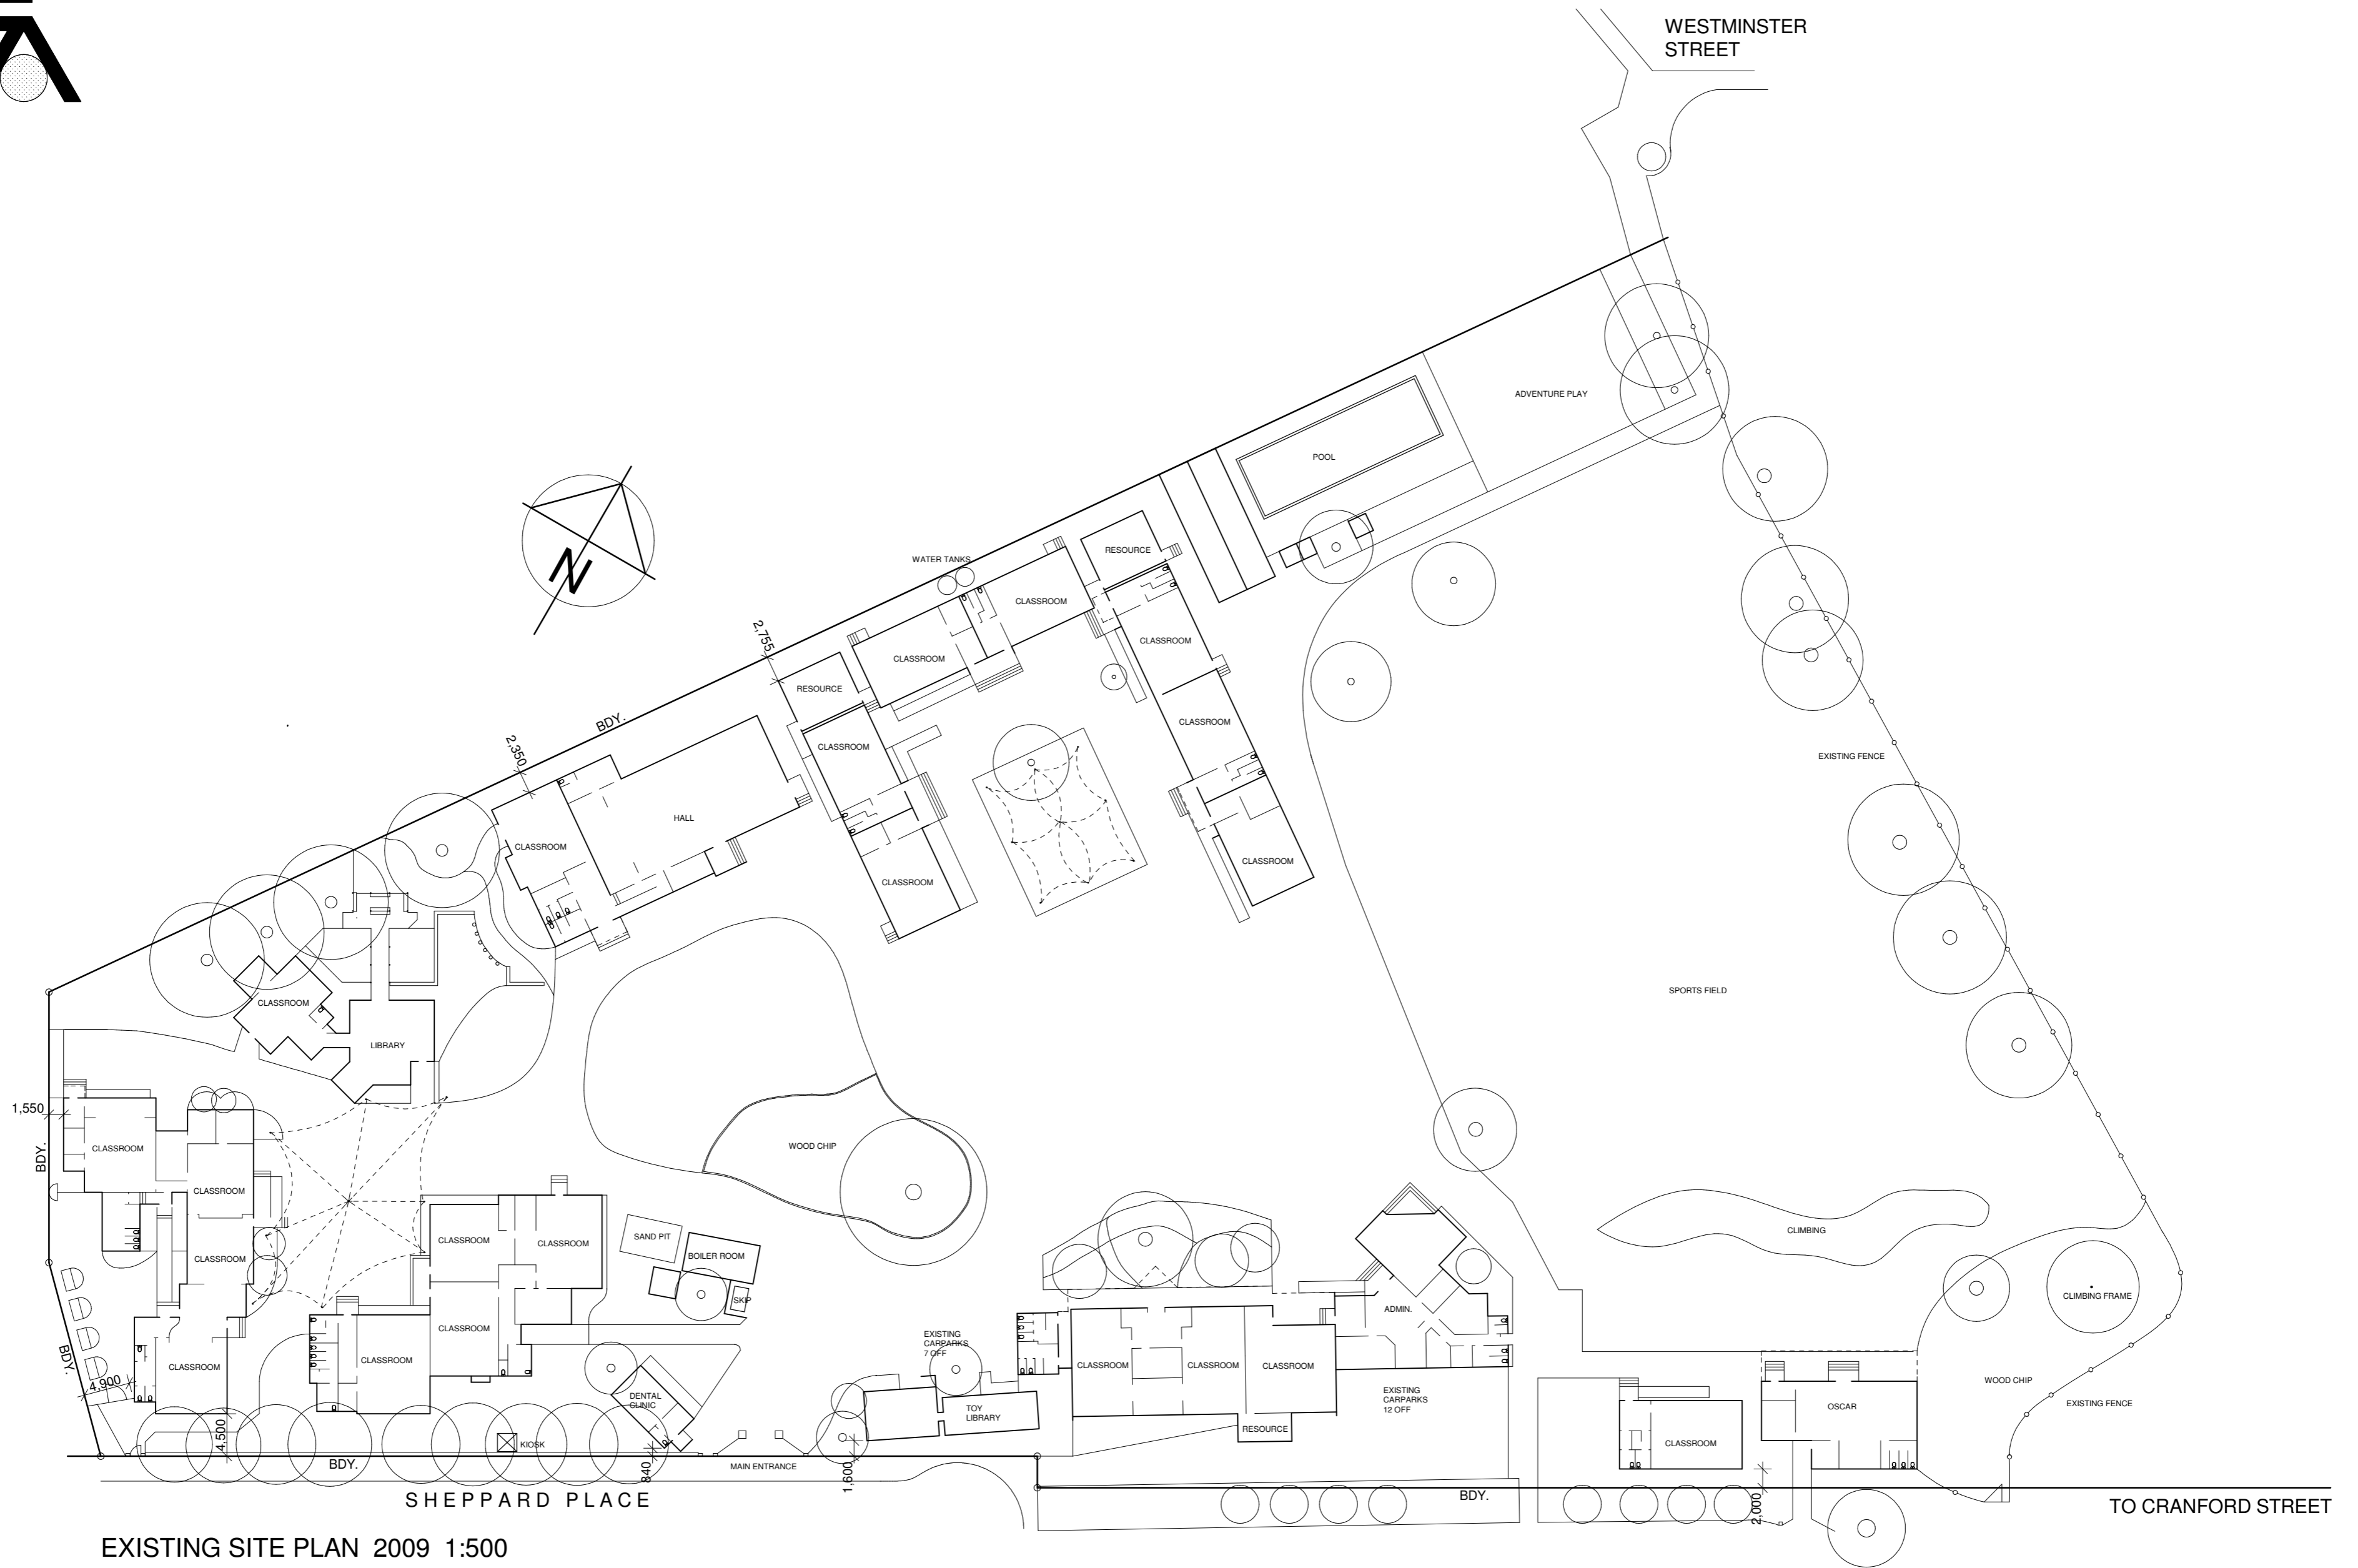 WESTMINSTER
STREET
ADVENTURE PLAY
POOL
N
WATER TANKS
RESOURCE
CLASSROOM
CLASSROOM
2,755
CLASSROOM
RESOURCE
CLASSROOM
BDY.
2,350
CLASSROOM
EXISTING FENCE
HALL
CLASSROOM
CLASSROOM
CLASSROOM
SPORTS FIELD
CLASSROOM
LIBRARY
1,550
BDY.
CLASSROOM
WOOD CHIP
CLASSROOM
CLASSROOM
CLASSROOM
CLASSROOM
SAND PIT
BOILER ROOM
SKIP
CLIMBING
CLIMBING FRAME
ADMIN.
CLASSROOM
EXISTING
CARPARKS
7 OFF
BDY.
4,900
CLASSROOM
CLASSROOM
CLASSROOM
CLASSROOM
CLASSROOM
WOOD CHIP
EXISTING FENCE
DENTAL
CLINIC
TOY
LIBRARY
EXISTING
CARPARKS
12 OFF
OSCAR
RESOURCE
CLASSROOM
4,500
KIOSK
BDY.
840
MAIN ENTRANCE
1,600
BDY.
2,000
SHEPPARD PLACE
TO CRANFORD STREET
EXISTING SITE PLAN 2009 1:500